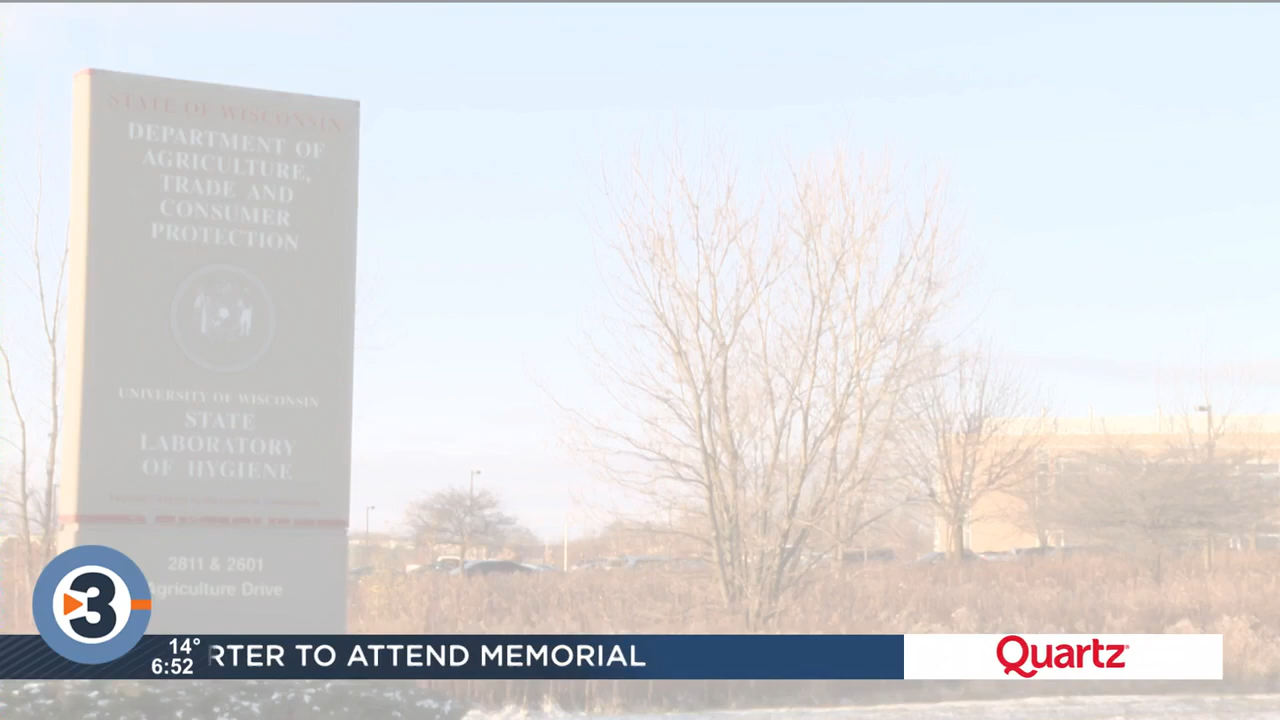 STATE OF WISCONSIN
DEPARTMENT OF
AGRICULTURE,
TRADE AND
CONSUMER
PROTECTION
UNIVERSITY OF WISCONSIN
STATE
LABORATORY
OF HYGIENE
2811 & 2601
Agriculture Drive
3
14°
6:52
RTER TO ATTEND MEMORIAL
Quartz